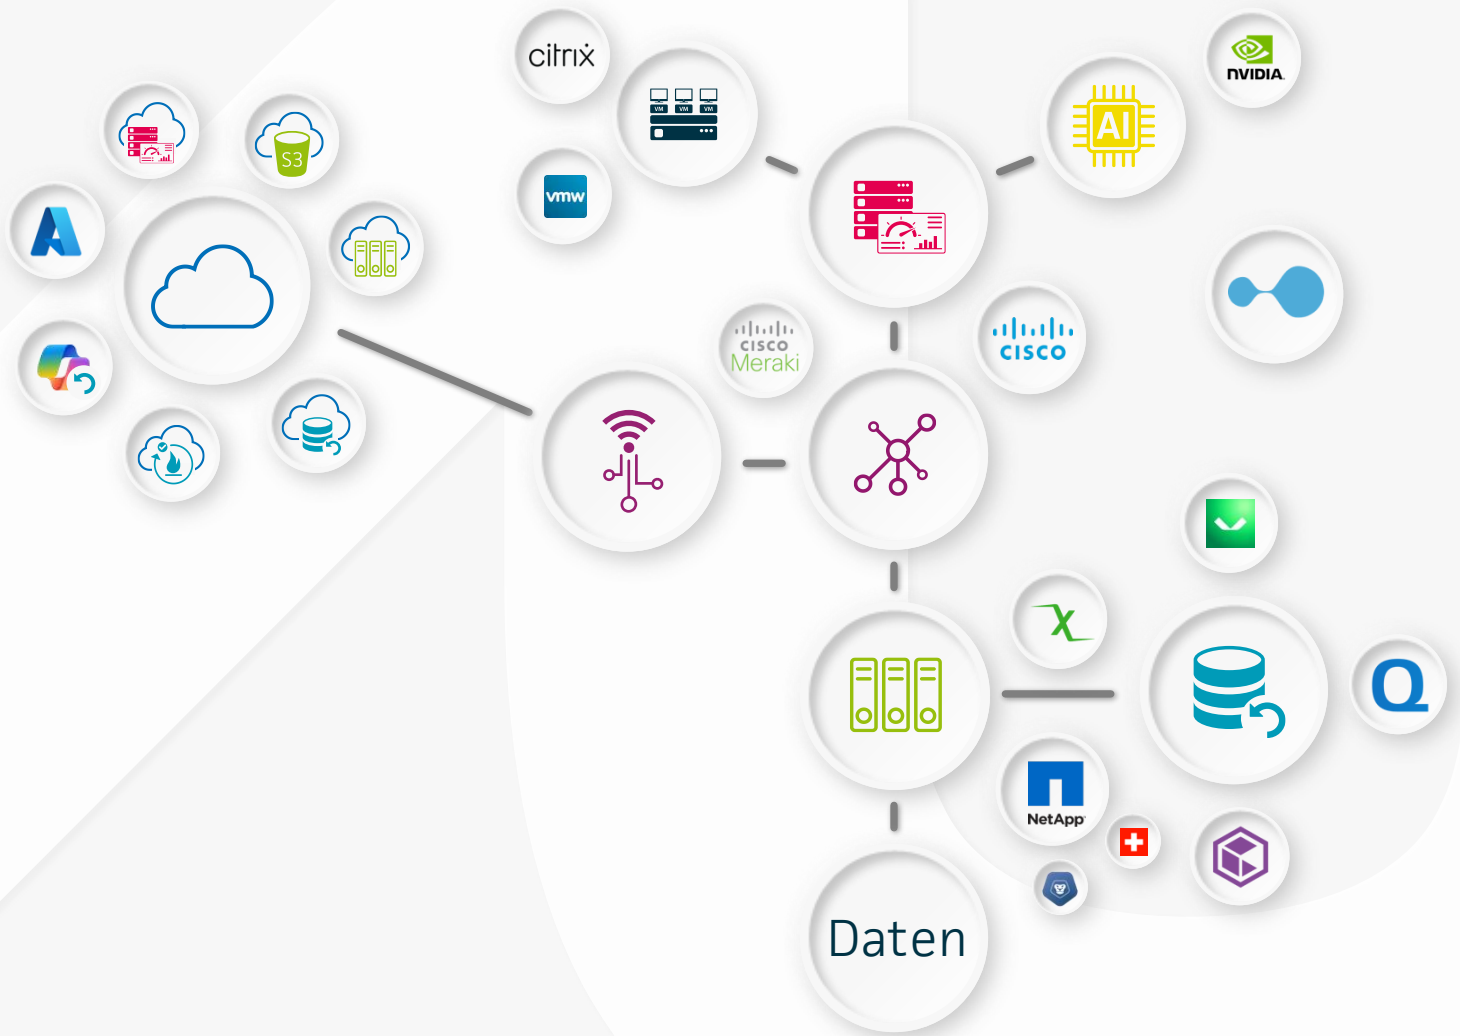 citrix
VM VM VM
vmw
AI
NVIDIA.
S3
CISCO
Meraki
CISCO
X
Q
NetApp
Daten